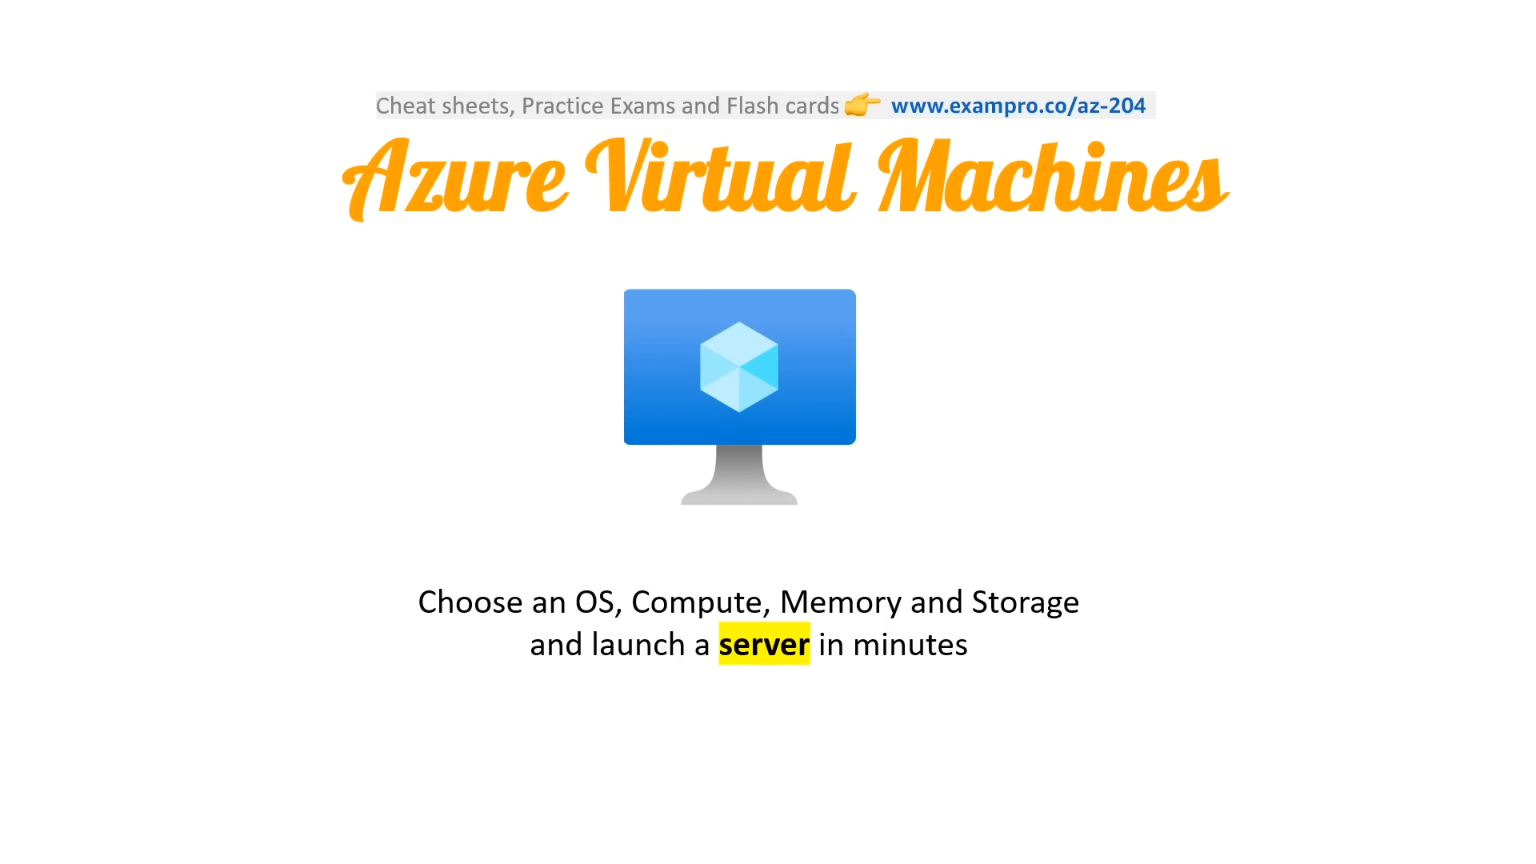 Cheat sheets, Practice Exams and Flash cards 👉 www.exampro.co/az-204
Azure Virtual Machines
Choose an OS, Compute, Memory and Storage
and launch a server in minutes